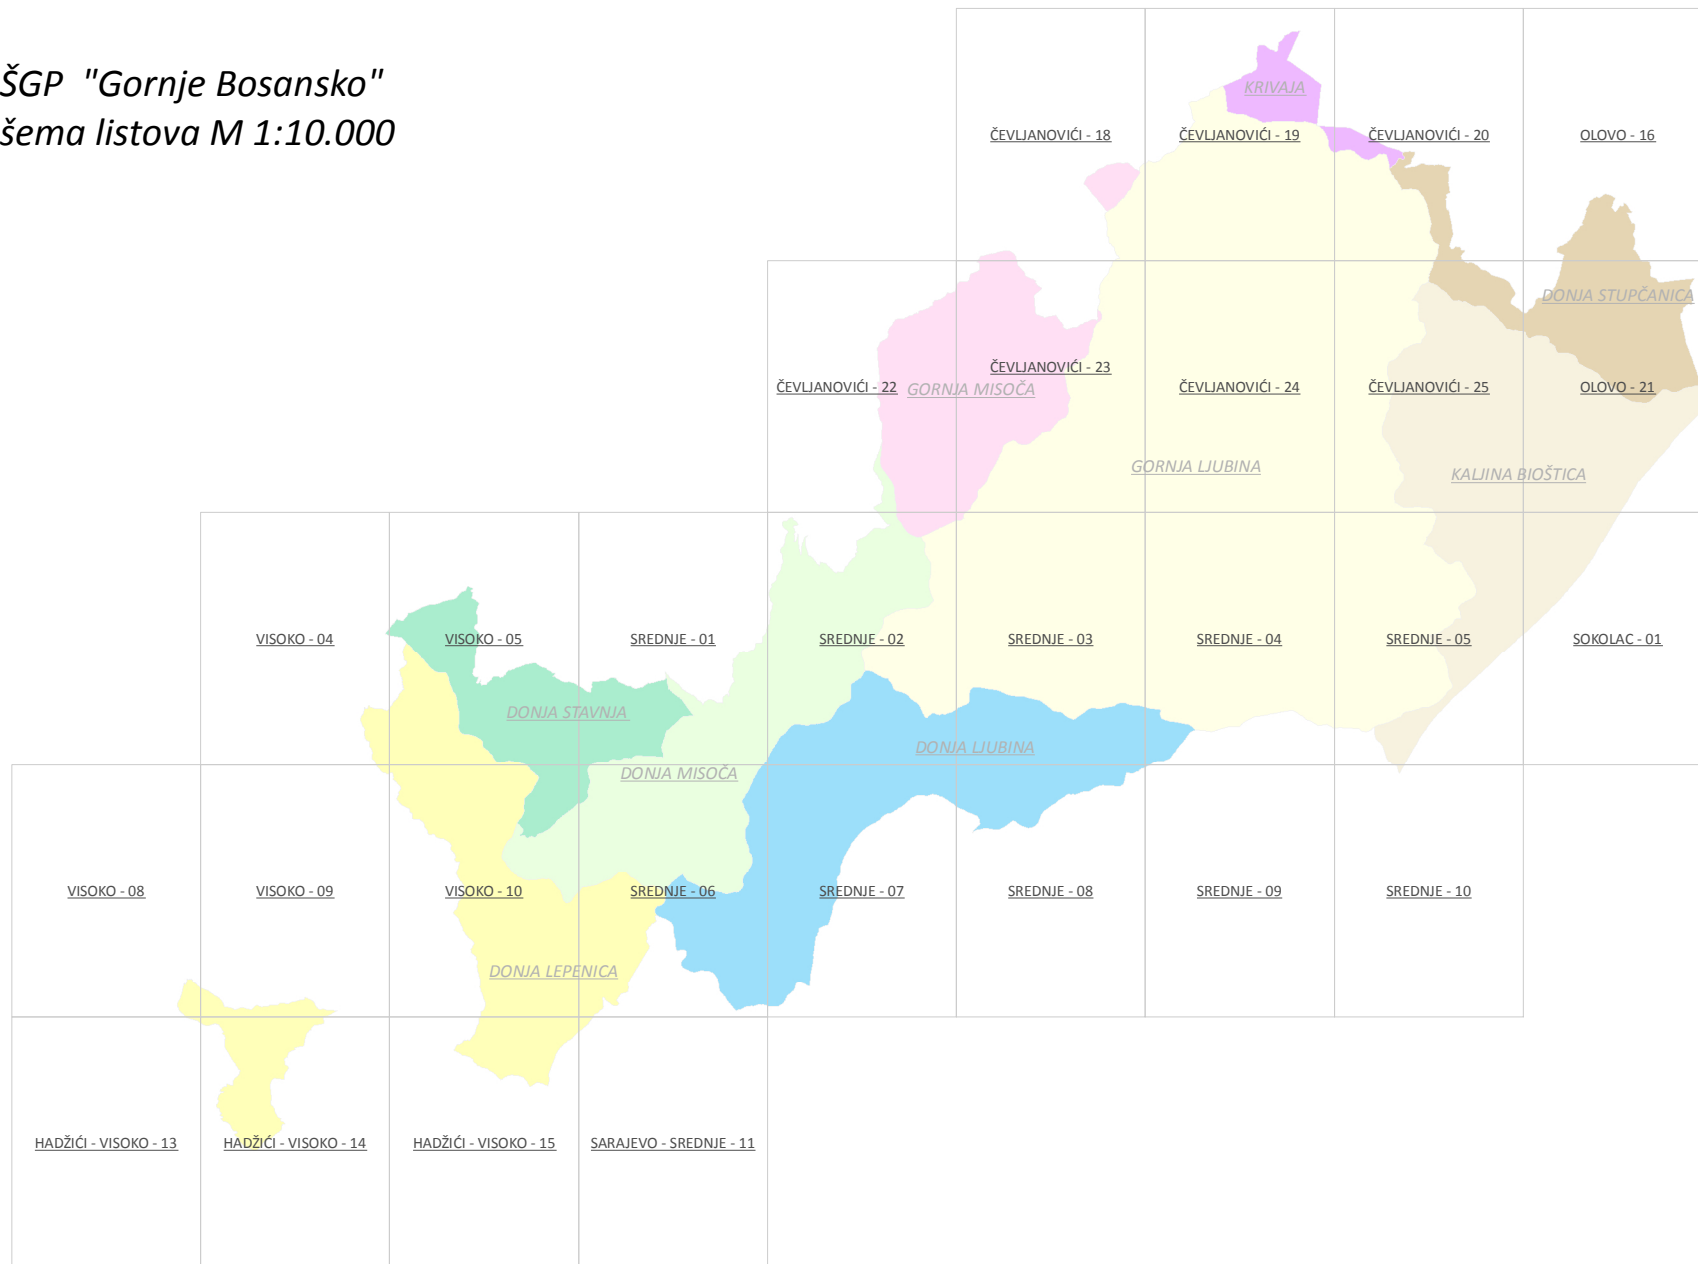 ŠGP "Gornje Bosansko"
šema listova M 1:10.000
KRIVAJA
ČEVLJANOVIĆI - 18
ČEVLJANOVIĆI - 19
ČEVLJANOVIĆI - 20
OLOVO - 16
DONJA STUPČANICA
ČEVLJANOVIĆI - 22
GORNJA MISOČA
ČEVLJANOVIĆI - 23
ČEVLJANOVIĆI - 24
ČEVLJANOVIĆI - 25
OLOVO - 21
GORNJA LJUBINA
KALJINA BIOŠTICA
VISOKO - 04
VISOKO - 05
SREDNJE - 01
SREDNJE - 02
SREDNJE - 03
SREDNJE - 04
SREDNJE - 05
SOKOLAC - 01
DONJA STAVNJA
DONJA LJUBINA
DONJA MISOČA
VISOKO - 08
VISOKO - 09
VISOKO - 10
SREDNJE - 06
SREDNJE - 07
SREDNJE - 08
SREDNJE - 09
SREDNJE - 10
DONJA LEPENICA
HADŽIĆI - VISOKO - 13
HADŽIĆI - VISOKO - 14
HADŽIĆI - VISOKO - 15
SARAJEVO - SREDNJE - 11